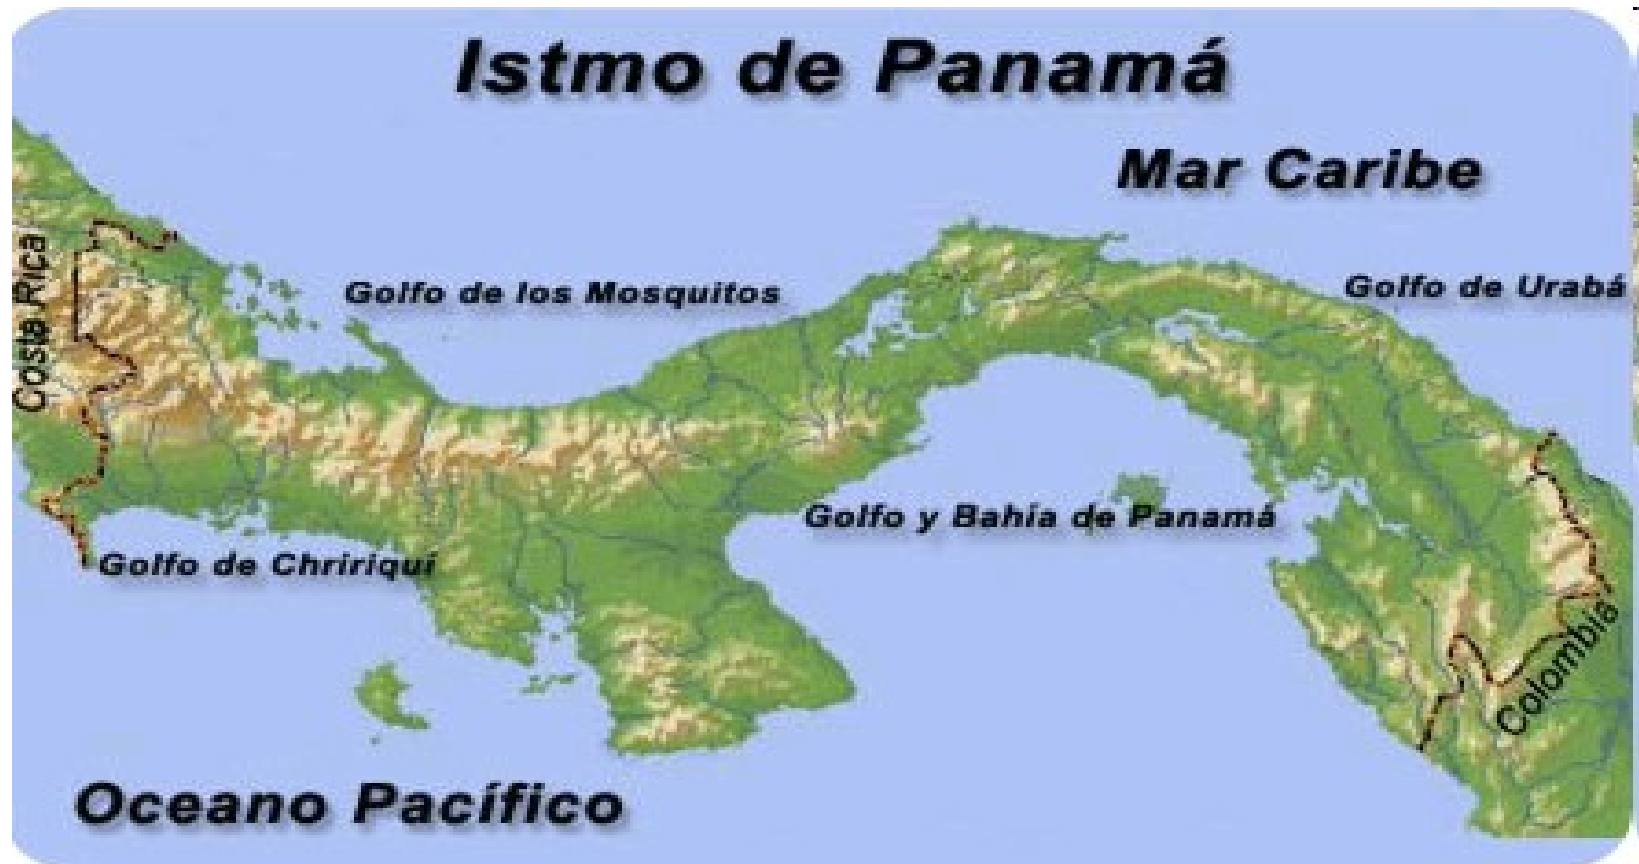 Istmo de Panamá
Mar Caribe
Costa Rica
Golfo de los Mosquitos
Golfo de Urabá
Golfo y Bahía de Panamá
Golfo de Chririquí
Colombia
Oceano Pacífico